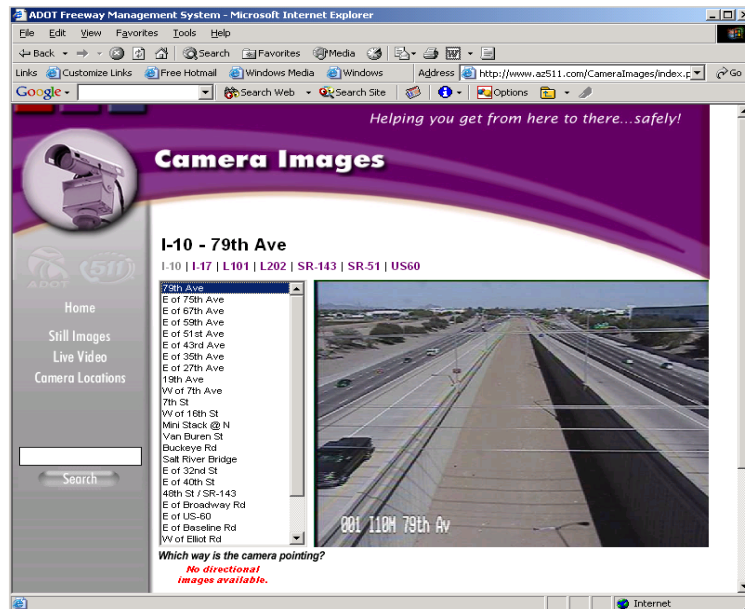 ADOT Freeway Management System - Microsoft Internet Explorer
File Edit View Favorites Tools Help
Back Search Favorites Media
Links Customize Links Free Hotmail Windows Media Windows Address http://www.az511.com/CameraImages/index.p Go
Google Search Web Search Site Options
Helping you get from here to there...safely!
Camera Images
I-10 - 79th Ave
I-10 | I-17 | L101 | L202 | SR-143 | SR-51 | US60
ADOT 511
Home
Still Images
Live Video
Camera Locations
Search
79th Ave
E of 75th Ave
E of 67th Ave
E of 59th Ave
E of 51st Ave
E of 43rd Ave
E of 35th Ave
E of 27th Ave
19th Ave
W of 7th Ave
7th St
W of 16th St
Mini Stack @ N
Van Buren St
Buckeye Rd
Salt River Bridge
E of 32nd St
E of 40th St
48th St / SR-143
E of Broadway Rd
E of US-60
E of Baseline Rd
W of Elliot Rd
001 I10W 79th Av
Which way is the camera pointing?
No directional
images available.
Internet